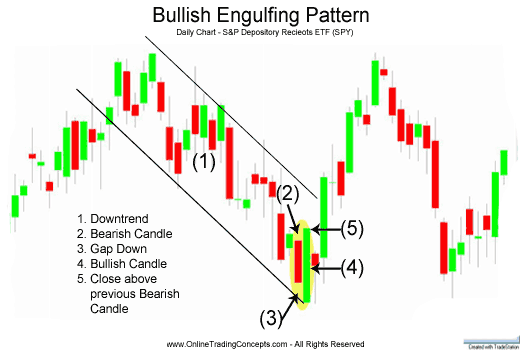 Bullish Engulfing Pattern
Daily Chart - S&P Depository Recieots ETF (SPY)
(1)
(2)
(5)
(4)
(3)
1. Downtrend
2. Bearish Candle
3. Gap Down
4. Bullish Candle
5. Close above
previous Bearish
Candle
www.OnlineTradingConcepts.com - All Rights Reserved
Created with TradeStation